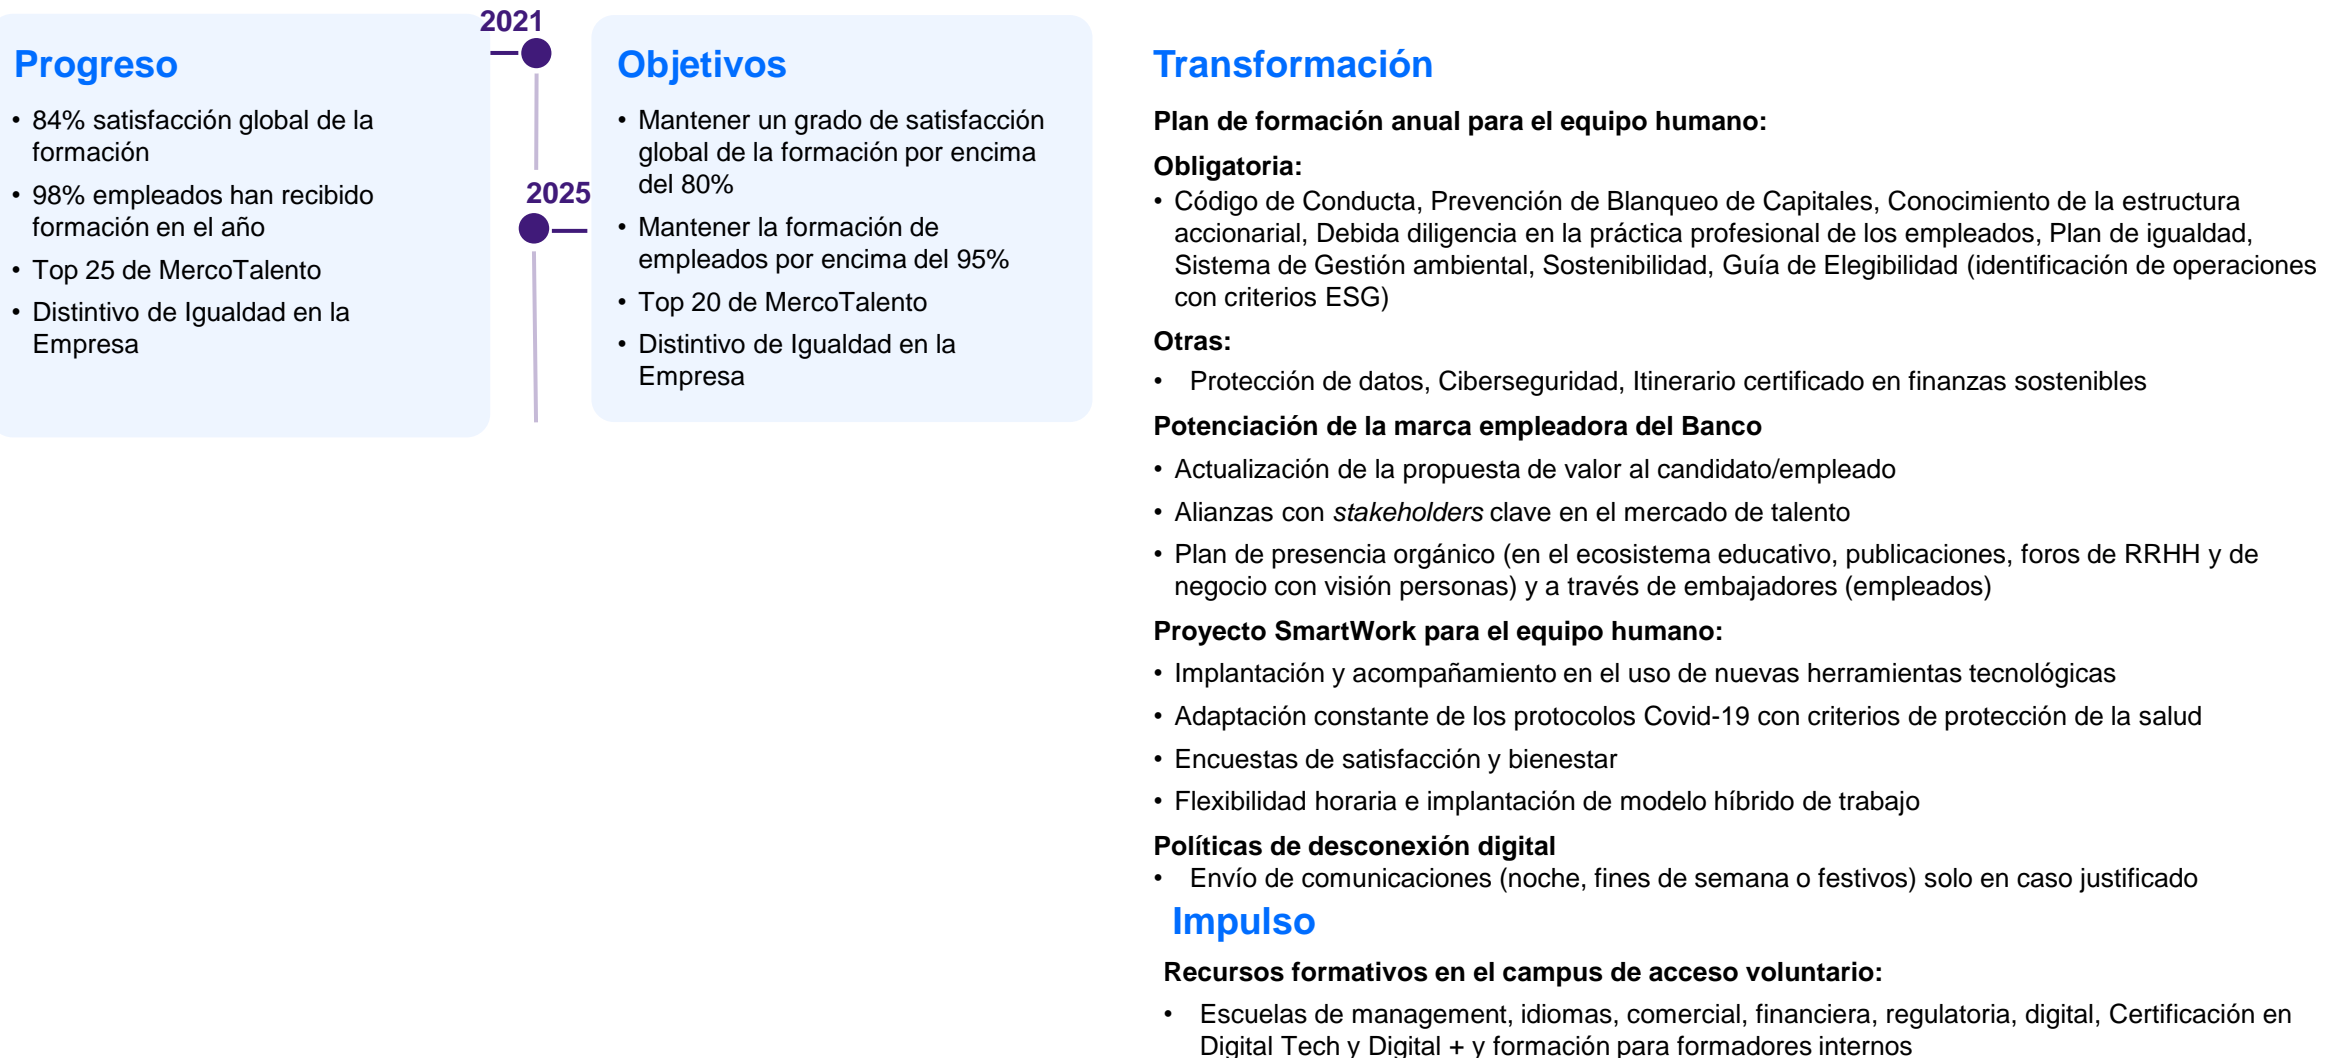 2021
Progreso
• 84% satisfacción global de la
formación
• 98% empleados han recibido
formación en el año
• Top 25 de MercoTalento
• Distintivo de Igualdad en la
Empresa
2025
Objetivos
• Mantener un grado de satisfacción
global de la formación por encima
del 80%
• Mantener la formación de
empleados por encima del 95%
• Top 20 de MercoTalento
• Distintivo de Igualdad en la
Empresa
Transformación
Plan de formación anual para el equipo humano:
Obligatoria:
• Código de Conducta, Prevención de Blanqueo de Capitales, Conocimiento de la estructura
accionarial, Debida diligencia en la práctica profesional de los empleados, Plan de igualdad,
Sistema de Gestión ambiental, Sostenibilidad, Guía de Elegibilidad (identificación de operaciones
con criterios ESG)
Otras:
• Protección de datos, Ciberseguridad, Itinerario certificado en finanzas sostenibles
Potenciación de la marca empleadora del Banco
• Actualización de la propuesta de valor al candidato/empleado
• Alianzas con stakeholders clave en el mercado de talento
• Plan de presencia orgánico (en el ecosistema educativo, publicaciones, foros de RRHH y de
negocio con visión personas) y a través de embajadores (empleados)
Proyecto SmartWork para el equipo humano:
• Implantación y acompañamiento en el uso de nuevas herramientas tecnológicas
• Adaptación constante de los protocolos Covid-19 con criterios de protección de la salud
• Encuestas de satisfacción y bienestar
• Flexibilidad horaria e implantación de modelo híbrido de trabajo
Políticas de desconexión digital
• Envío de comunicaciones (noche, fines de semana o festivos) solo en caso justificado
Impulso
Recursos formativos en el campus de acceso voluntario:
• Escuelas de management, idiomas, comercial, financiera, regulatoria, digital, Certificación en
Digital Tech y Digital + y formación para formadores internos